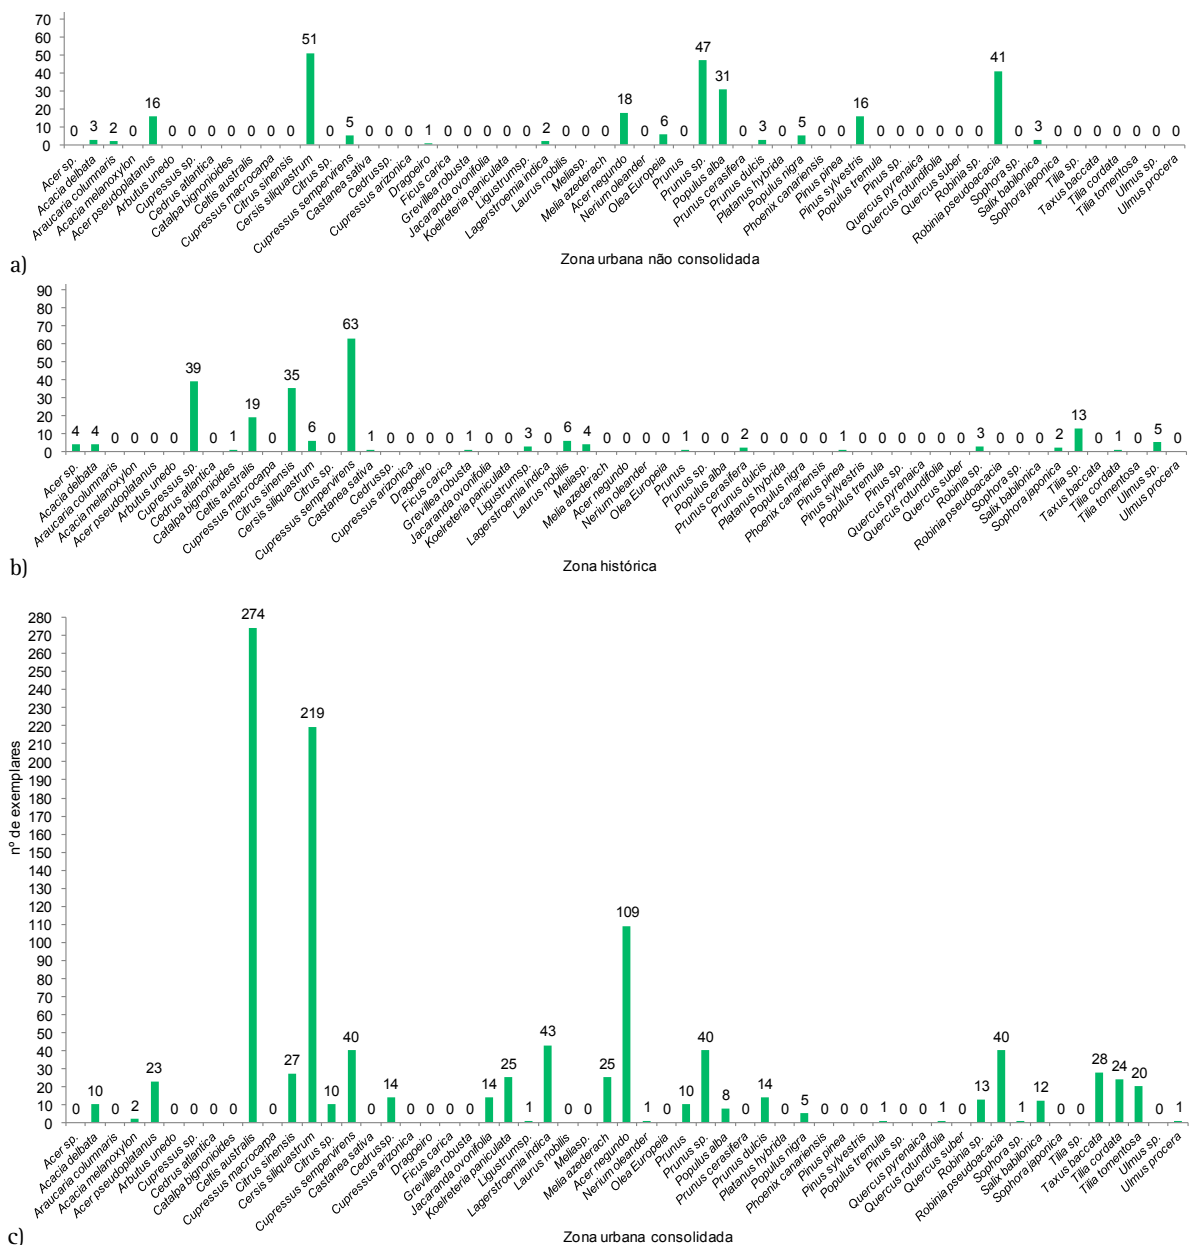 70
60
50
40
30
20
10
0
0 3 2 0 16 0 0 0 0 0 0 0 51 0 5 0 0 0 1 0 0 0 0 0 2 0 0 0 18 0 6 0 47 31 0 3 0 5 0 0 16 0 0 0 0 0 0 41 0 3 0 0 0 0 0 0 0
Acer sp.
Acacia delbata
Araucaria columnaris
Acacia melanoxylon
Acer pseudoplatanus
Arbutus unedo
Cupressus sp.
Cedrus atlantica
Catalpa bignonioides
Celtis australis
Cupressus macrocarpa
Citrus sinensis
Cersis siliquastrum
Citrus sp.
Cupressus sempervirens
Castanea sativa
Cedrus sp.
Cupressus arizonica
Dragoeiro
Ficus carica
Grevillea robusta
Jacaranda ovonifolia
Koelreteria paniculata
Ligustrum sp.
Lagerstroemia indica
Laurus nobilis
Melia sp.
Melia azederach
Acer negundo
Nerium oleander
Olea Europeia
Prunus
Prunus sp.
Populus alba
Prunus cerasifera
Prunus dulcis
Platanus hybrida
Populus nigra
Phoenix canariensis
Pinus pinea
Pinus sylvestris
Populus tremula
Pinus sp.
Quercus pyrenaica
Quercus rotundifolia
Quercus suber
Robinia sp.
Robinia pseudoacacia
Sophora sp.
Salix babilonica
Sophora japonica
Tilia sp.
Taxus baccata
Tilia cordata
Tilia tomentosa
Ulmus sp.
Ulmus procera
a) Zona urbana não consolidada
90
80
70
60
50
40
30
20
10
0
4 4 0 0 0 0 39 0 1 19 0 35 6 0 63 1 0 0 0 0 1 0 0 3 0 6 4 0 0 0 0 1 0 0 2 0 0 0 0 1 0 0 0 0 0 0 3 0 0 0 2 13 0 1 0 5 0
Acer sp.
Acacia delbata
Araucaria columnaris
Acacia melanoxylon
Acer pseudoplatanus
Arbutus unedo
Cupressus sp.
Cedrus atlantica
Catalpa bignonioides
Celtis australis
Cupressus macrocarpa
Citrus sinensis
Cersis siliquastrum
Citrus sp.
Cupressus sempervirens
Castanea sativa
Cedrus sp.
Cupressus arizonica
Dragoeiro
Ficus carica
Grevillea robusta
Jacaranda ovonifolia
Koelreteria paniculata
Ligustrum sp.
Lagerstroemia indica
Laurus nobilis
Melia sp.
Melia azederach
Acer negundo
Nerium oleander
Olea Europeia
Prunus
Prunus sp.
Populus alba
Prunus cerasifera
Prunus dulcis
Platanus hybrida
Populus nigra
Phoenix canariensis
Pinus pinea
Pinus sylvestris
Populus tremula
Pinus sp.
Quercus pyrenaica
Quercus rotundifolia
Quercus suber
Robinia sp.
Robinia pseudoacacia
Sophora sp.
Salix babilonica
Sophora japonica
Tilia sp.
Taxus baccata
Tilia cordata
Tilia tomentosa
Ulmus sp.
Ulmus procera
b) Zona histórica
nº de exemplares
280
270
260
250
240
230
220
210
200
190
180
170
160
150
140
130
120
110
100
90
80
70
60
50
40
30
20
10
0
0 10 0 2 23 0 0 0 0 274 0 27 219 10 40 0 14 0 0 0 0 14 25 1 43 0 0 25 109 1 0 10 40 8 0 14 0 5 0 0 0 1 0 0 1 0 13 40 1 12 0 0 28 24 20 0 1
Acer sp.
Acacia delbata
Araucaria columnaris
Acacia melanoxylon
Acer pseudoplatanus
Arbutus unedo
Cupressus sp.
Cedrus atlantica
Catalpa bignonioides
Celtis australis
Cupressus macrocarpa
Citrus sinensis
Cersis siliquastrum
Citrus sp.
Cupressus sempervirens
Castanea sativa
Cedrus sp.
Cupressus arizonica
Dragoeiro
Ficus carica
Grevillea robusta
Jacaranda ovonifolia
Koelreteria paniculata
Ligustrum sp.
Lagerstroemia indica
Laurus nobilis
Melia sp.
Melia azederach
Acer negundo
Nerium oleander
Olea Europeia
Prunus
Prunus sp.
Populus alba
Prunus cerasifera
Prunus dulcis
Platanus hybrida
Populus nigra
Phoenix canariensis
Pinus pinea
Pinus sylvestris
Populus tremula
Pinus sp.
Quercus pyrenaica
Quercus rotundifolia
Quercus suber
Robinia sp.
Robinia pseudoacacia
Sophora sp.
Salix babilonica
Sophora japonica
Tilia sp.
Taxus baccata
Tilia cordata
Tilia tomentosa
Ulmus sp.
Ulmus procera
c) Zona urbana consolidada